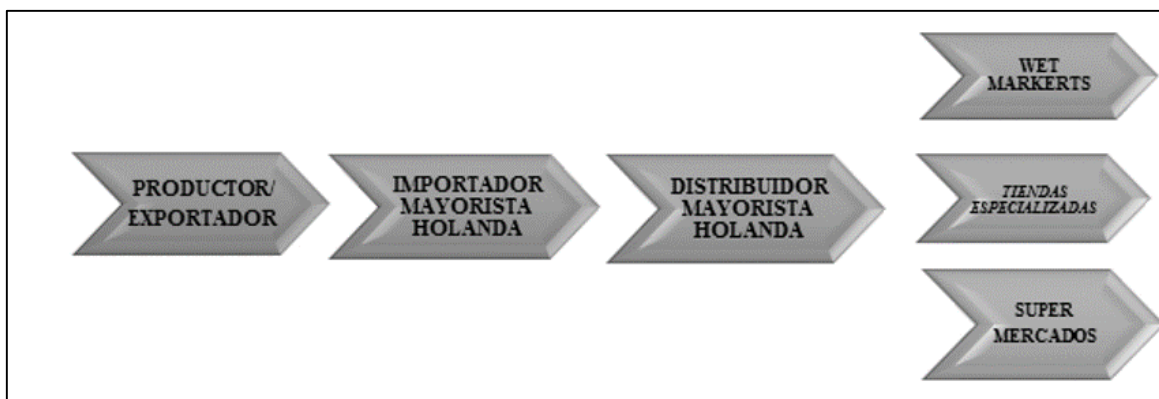 PRODUCTOR/
EXPORTADOR
IMPORTADOR
MAYORISTA
HOLANDA
DISTRIBUIDOR
MAYORISTA
HOLANDA
WET
MARKERTS
TIENDAS
ESPECIALIZADAS
SUPER
MERCADOS